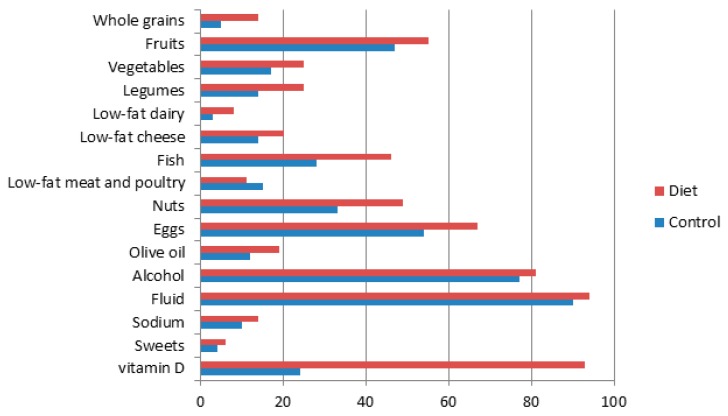 Whole grains
Fruits
Vegetables
Legumes
Low-fat dairy
Low-fat cheese
Fish
Low-fat meat and poultry
Nuts
Eggs
Olive oil
Alcohol
Fluid
Sodium
Sweets
vitamin D
0 20 40 60 80 100
Diet
Control